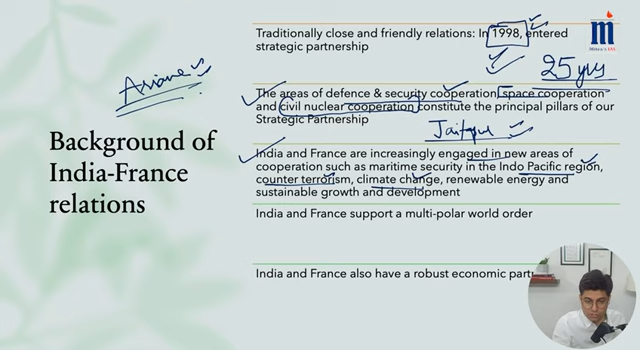 Traditionally close and friendly relations: In 1998, entered
strategic partnership
25 yrs
Ariane
The areas of defence & security cooperation, space cooperation
and civil nuclear cooperation constitute the principal pillars of our
Strategic Partnership
Jaitapur
Background of
India-France
relations
India and France are increasingly engaged in new areas of
cooperation such as maritime security in the Indo Pacific region,
counter terrorism, climate change, renewable energy and
sustainable growth and development
India and France support a multi-polar world order
India and France also have a robust economic